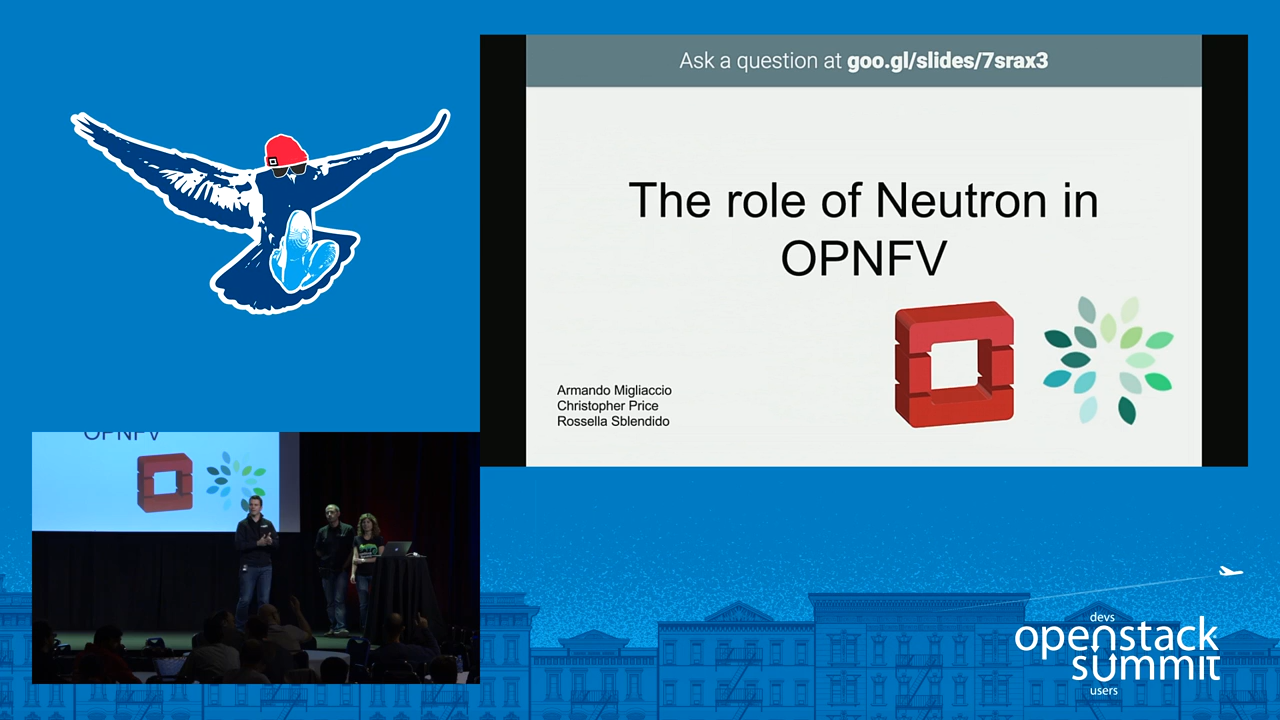 Ask a question at goo.gl/slides/7srax3
The role of Neutron in
OPNFV
Armando Migliaccio
Christopher Price
Rossella Sblendido
OPNFV
devs
openstack
summit
users